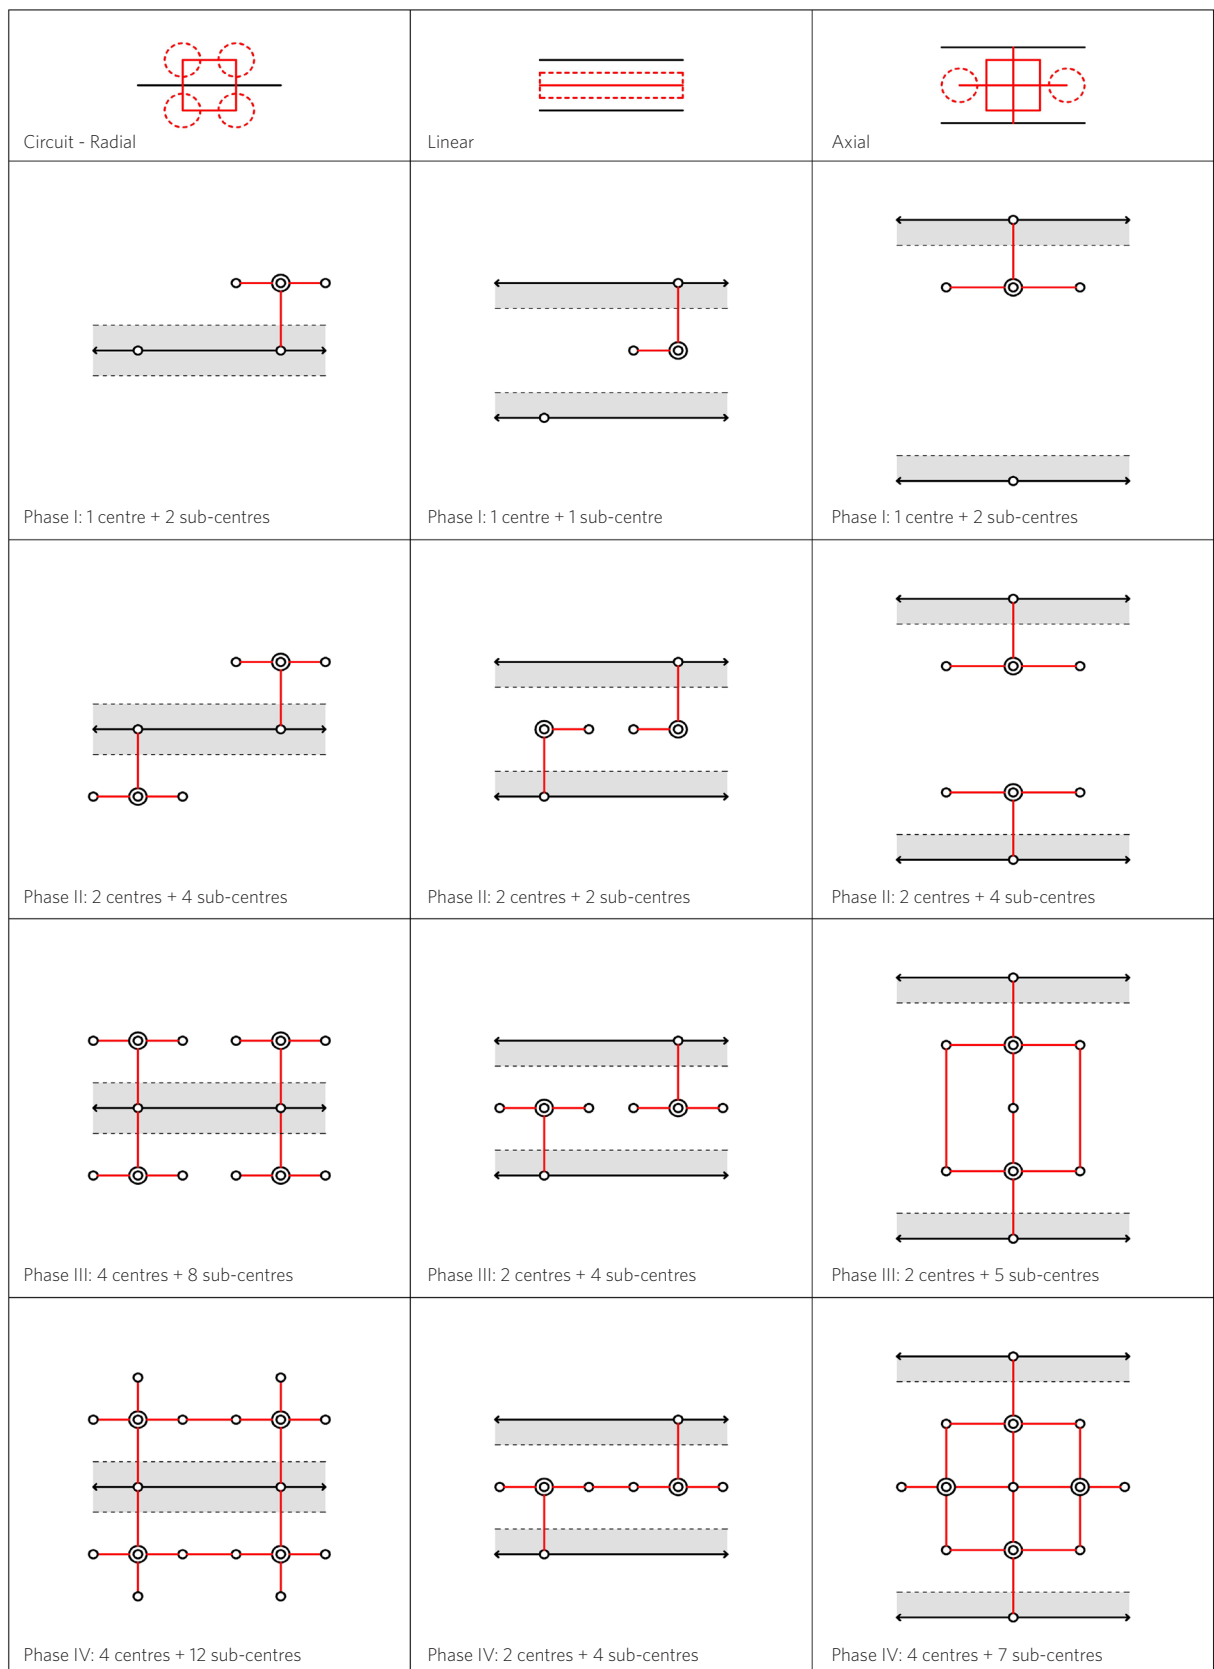 Circuit - Radial
Linear
Axial
Phase I: 1 centre + 2 sub-centres
Phase I: 1 centre + 1 sub-centre
Phase I: 1 centre + 2 sub-centres
Phase II: 2 centres + 4 sub-centres
Phase II: 2 centres + 2 sub-centres
Phase II: 2 centres + 4 sub-centres
Phase III: 4 centres + 8 sub-centres
Phase III: 2 centres + 4 sub-centres
Phase III: 2 centres + 5 sub-centres
Phase IV: 4 centres + 12 sub-centres
Phase IV: 2 centres + 4 sub-centres
Phase IV: 4 centres + 7 sub-centres